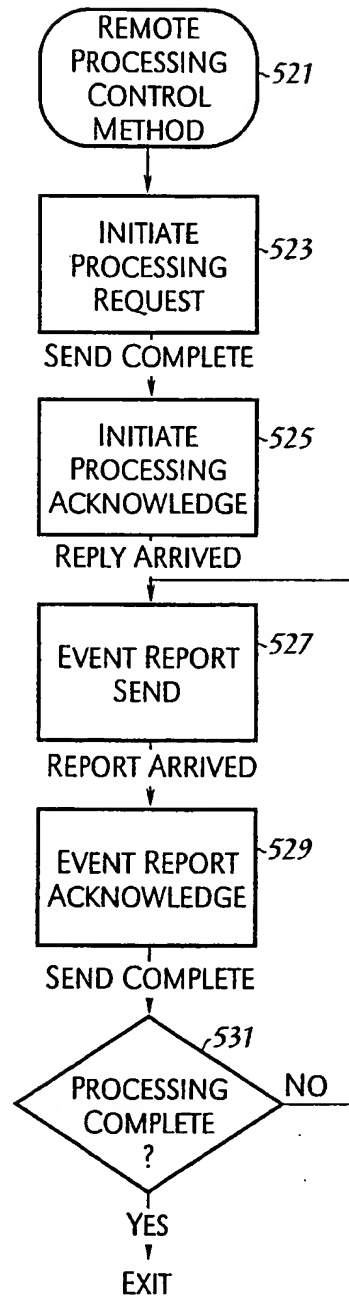 REMOTE
PROCESSING
CONTROL
METHOD
521
INITIATE
PROCESSING
REQUEST
523
SEND COMPLETE
INITIATE
PROCESSING
ACKNOWLEDGE
525
REPLY ARRIVED
EVENT REPORT
SEND
527
REPORT ARRIVED
EVENT REPORT
ACKNOWLEDGE
529
SEND COMPLETE
531
PROCESSING
COMPLETE
?
NO
YES
EXIT